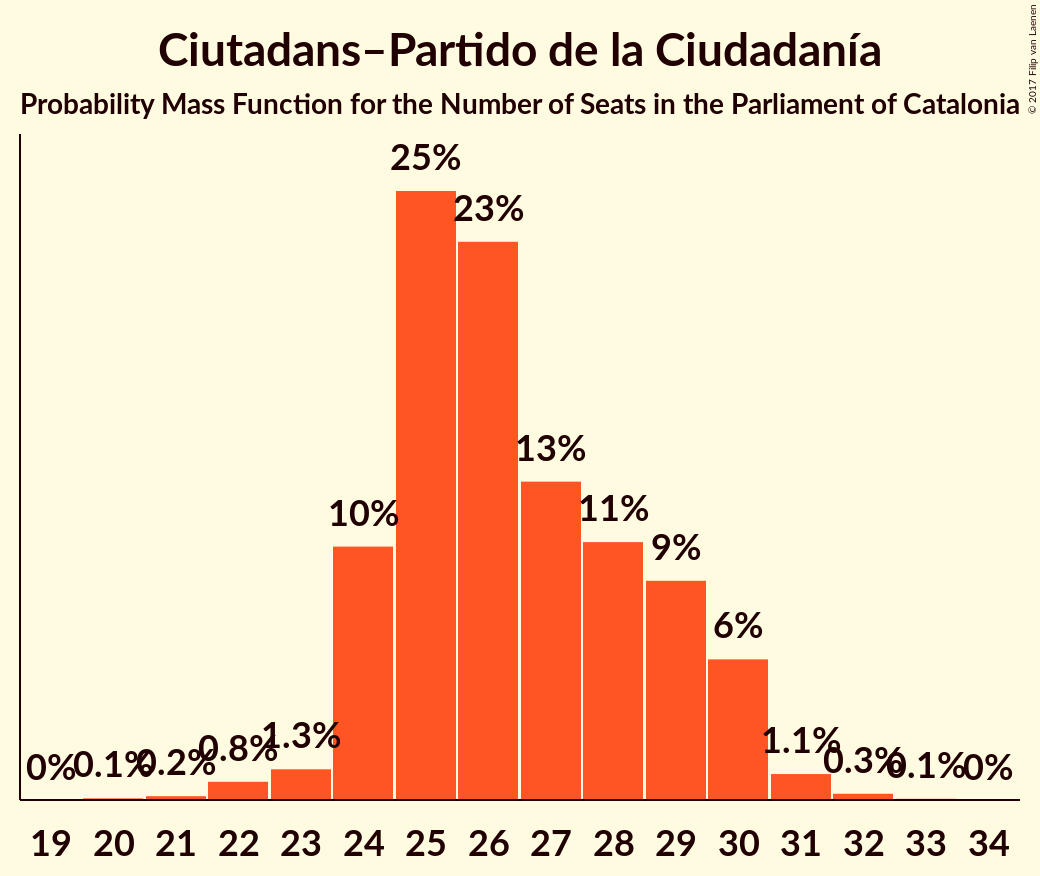 Ciutadans–Partido de la Ciudadanía
Probability Mass Function for the Number of Seats in the Parliament of Catalonia
© 2017 Filip van Laenen
25%
23%
13%
10%
11%
9%
6%
0% 0.1% 0.2% 0.8% 1.3% 1.1% 0.3% 0.1% 0%
19 20 21 22 23 24 25 26 27 28 29 30 31 32 33 34